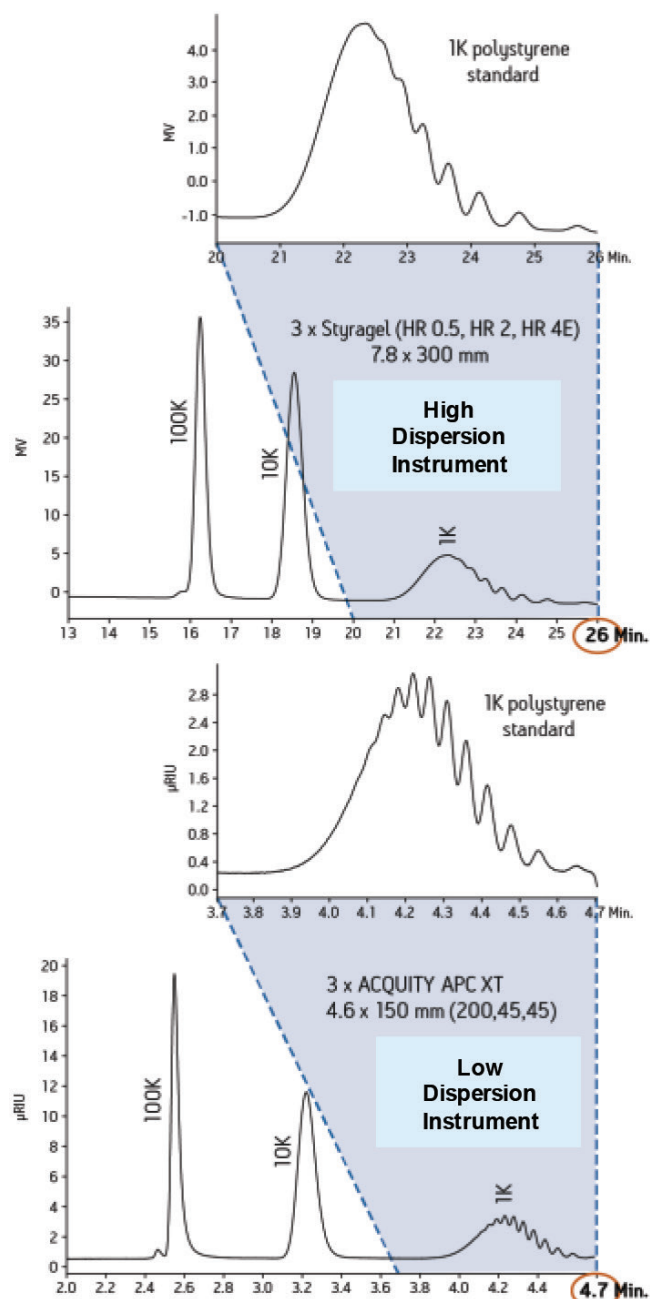 1K polystyrene
standard
MV
4.0
3.0
2.0
1.0
0.0
-1.0
20 21 22 23 24 25 26 Min.
3 x Styragel (HR 0.5, HR 2, HR 4E)
7.8 x 300 mm
High
Dispersion
Instrument
MV
35
30
25
20
15
10
5
0
100K
10K
1K
13 14 15 16 17 18 19 20 21 22 23 24 25 26 Min.
1K polystyrene
standard
µRIU
2.8
2.4
2.0
1.6
1.2
0.8
0.4
0.0
3.7 3.8 3.9 4.0 4.1 4.2 4.3 4.4 4.5 4.6 4.7 Min.
3 x ACQUITY APC XT
4.6 x 150 mm (200,45,45)
Low
Dispersion
Instrument
µRIU
20
18
16
14
12
10
8
6
4
2
0
100K
10K
1K
2.0 2.2 2.4 2.6 2.8 3.0 3.2 3.4 3.6 3.8 4.0 4.2 4.4 4.7 Min.